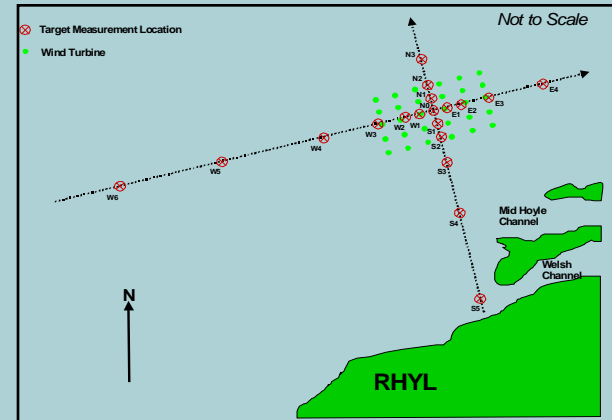 Not to Scale
Target Measurement Location
Wind Turbine
N3
N2
N1
N0
E1
E2
E3
E4
W1
W2
W3
W4
W5
W6
S1
S2
S3
S4
S5
Mid Hoyle
Channel
Welsh
Channel
N
RHYL